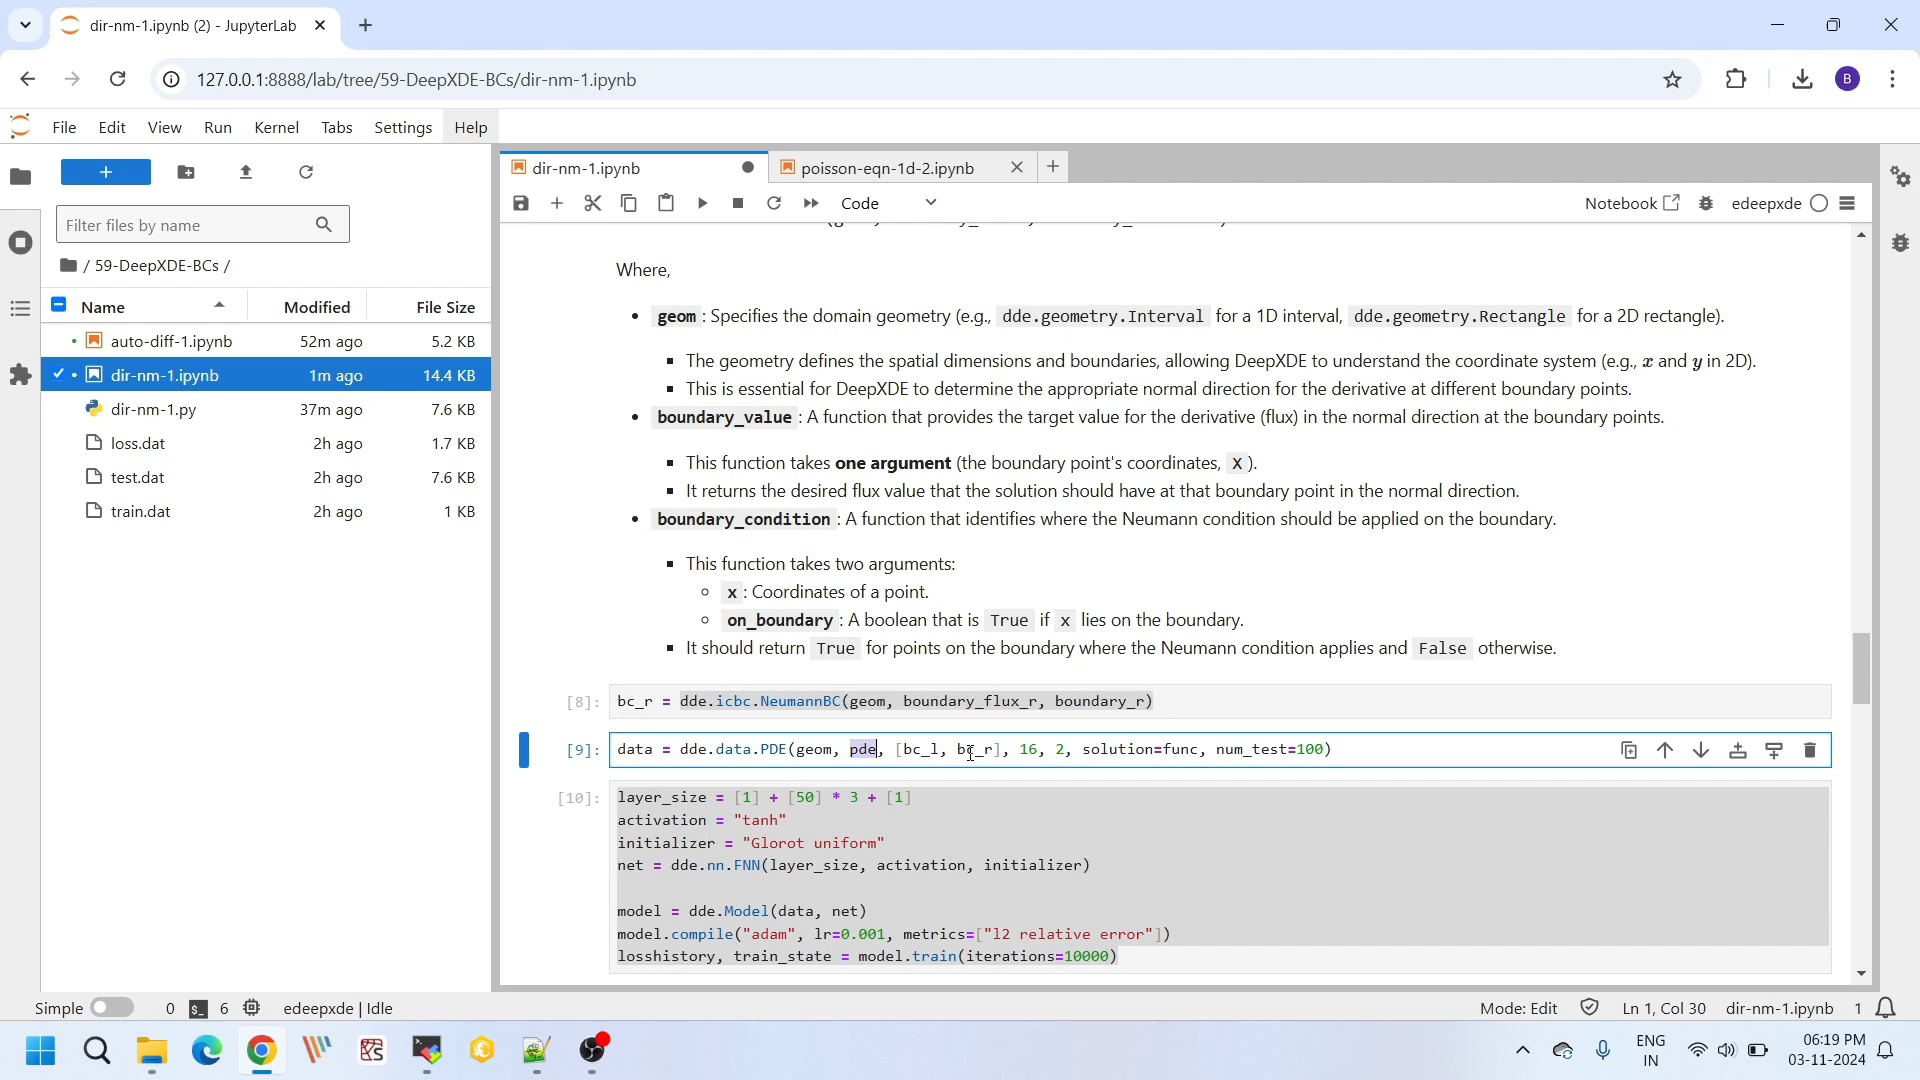 dir-nm-1.ipynb (2) - JupyterLab
127.0.0.1:8888/lab/tree/59-DeepXDE-BCs/dir-nm-1.ipynb
B
File Edit View Run Kernel Tabs Settings Help
dir-nm-1.ipynb
poisson-eqn-1d-2.ipynb
Code
Notebook
edeepxde
Filter files by name
/ 59-DeepXDE-BCs /
Name Modified File Size
auto-diff-1.ipynb 52m ago 5.2 KB
dir-nm-1.ipynb 1m ago 14.4 KB
dir-nm-1.py 37m ago 7.6 KB
loss.dat 2h ago 1.7 KB
test.dat 2h ago 7.6 KB
train.dat 2h ago 1 KB
Where,
geom : Specifies the domain geometry (e.g., dde.geometry.Interval for a 1D interval, dde.geometry.Rectangle for a 2D rectangle).
The geometry defines the spatial dimensions and boundaries, allowing DeepXDE to understand the coordinate system (e.g., x and y in 2D).
This is essential for DeepXDE to determine the appropriate normal direction for the derivative at different boundary points.
boundary_value : A function that provides the target value for the derivative (flux) in the normal direction at the boundary points.
This function takes one argument (the boundary point's coordinates, X ).
It returns the desired flux value that the solution should have at that boundary point in the normal direction.
boundary_condition : A function that identifies where the Neumann condition should be applied on the boundary.
This function takes two arguments:
x : Coordinates of a point.
on_boundary : A boolean that is True if x lies on the boundary.
It should return True for points on the boundary where the Neumann condition applies and False otherwise.
[8]: bc_r = dde.icbc.NeumannBC(geom, boundary_flux_r, boundary_r)
[9]: data = dde.data.PDE(geom, pde, [bc_l, bc_r], 16, 2, solution=func, num_test=100)
[10]: layer_size = [1] + [50] * 3 + [1]
activation = "tanh"
initializer = "Glorot uniform"
net = dde.nn.FNN(layer_size, activation, initializer)
model = dde.Model(data, net)
model.compile("adam", lr=0.001, metrics=["l2 relative error"])
losshistory, train_state = model.train(iterations=10000)
Simple 0 6 edeepxde | Idle
Mode: Edit Ln 1, Col 30 dir-nm-1.ipynb 1
ENG
IN
06:19 PM
03-11-2024